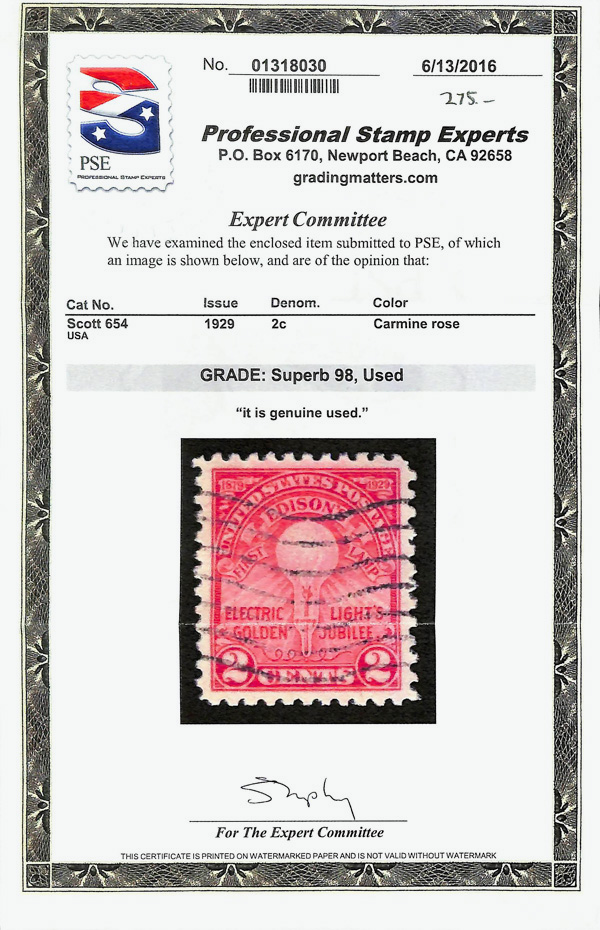 No. 01318030 6/13/2016
275.–
PSE
PROFESSIONAL STAMP EXPERTS
Professional Stamp Experts
P.O. Box 6170, Newport Beach, CA 92658
gradingmatters.com
Expert Committee
We have examined the enclosed item submitted to PSE, of which
an image is shown below, and are of the opinion that:
Cat No. Issue Denom. Color
Scott 654 1929 2c Carmine rose
USA
GRADE: Superb 98, Used
“it is genuine used.”
1879 1929
UNITED STATES POSTAGE
EDISON'S
FIRST LAMP
ELECTRIC LIGHT'S
GOLDEN JUBILEE
2 CENTS 2
For The Expert Committee
THIS CERTIFICATE IS PRINTED ON WATERMARKED PAPER AND IS NOT VALID WITHOUT WATERMARK